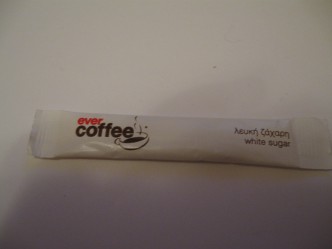 ever
coffee
λευκή ζάχαρη
white sugar